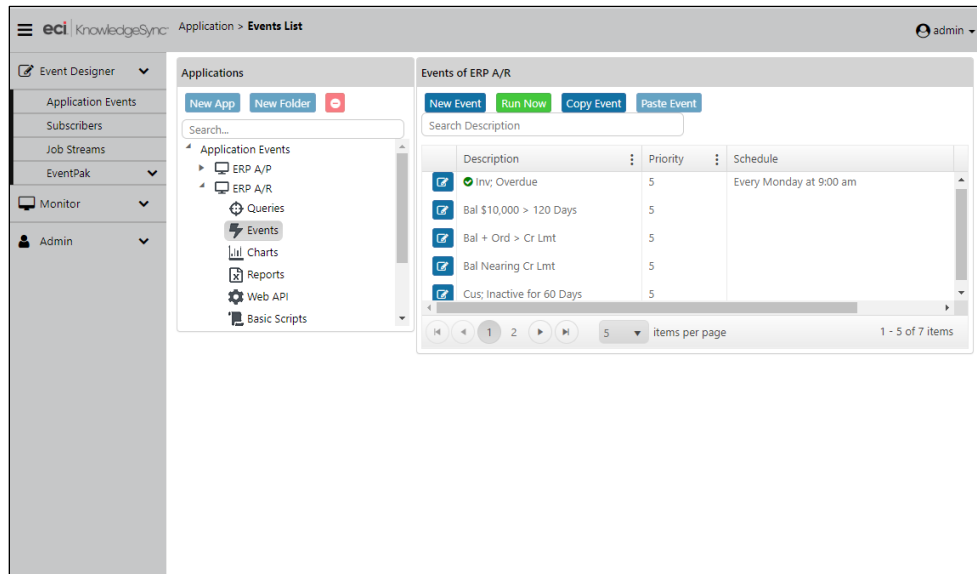 eci KnowledgeSync
Application > Events List
admin
Event Designer
Application Events
Subscribers
Job Streams
EventPak
Monitor
Admin
Applications
New App New Folder
Search...
Application Events
ERP A/P
ERP A/R
Queries
Events
Charts
Reports
Web API
Basic Scripts
Events of ERP A/R
New Event Run Now Copy Event Paste Event
Search Description
Description Priority Schedule
Inv; Overdue 5 Every Monday at 9:00 am
Bal $10,000 > 120 Days 5
Bal + Ord > Cr Lmt 5
Bal Nearing Cr Lmt 5
Cus; Inactive for 60 Days 5
1 2 5 items per page 1 - 5 of 7 items